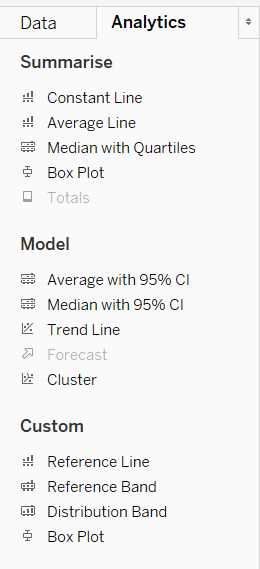 Data Analytics
Summarise
Constant Line
Average Line
Median with Quartiles
Box Plot
Totals
Model
Average with 95% CI
Median with 95% CI
Trend Line
Forecast
Cluster
Custom
Reference Line
Reference Band
Distribution Band
Box Plot